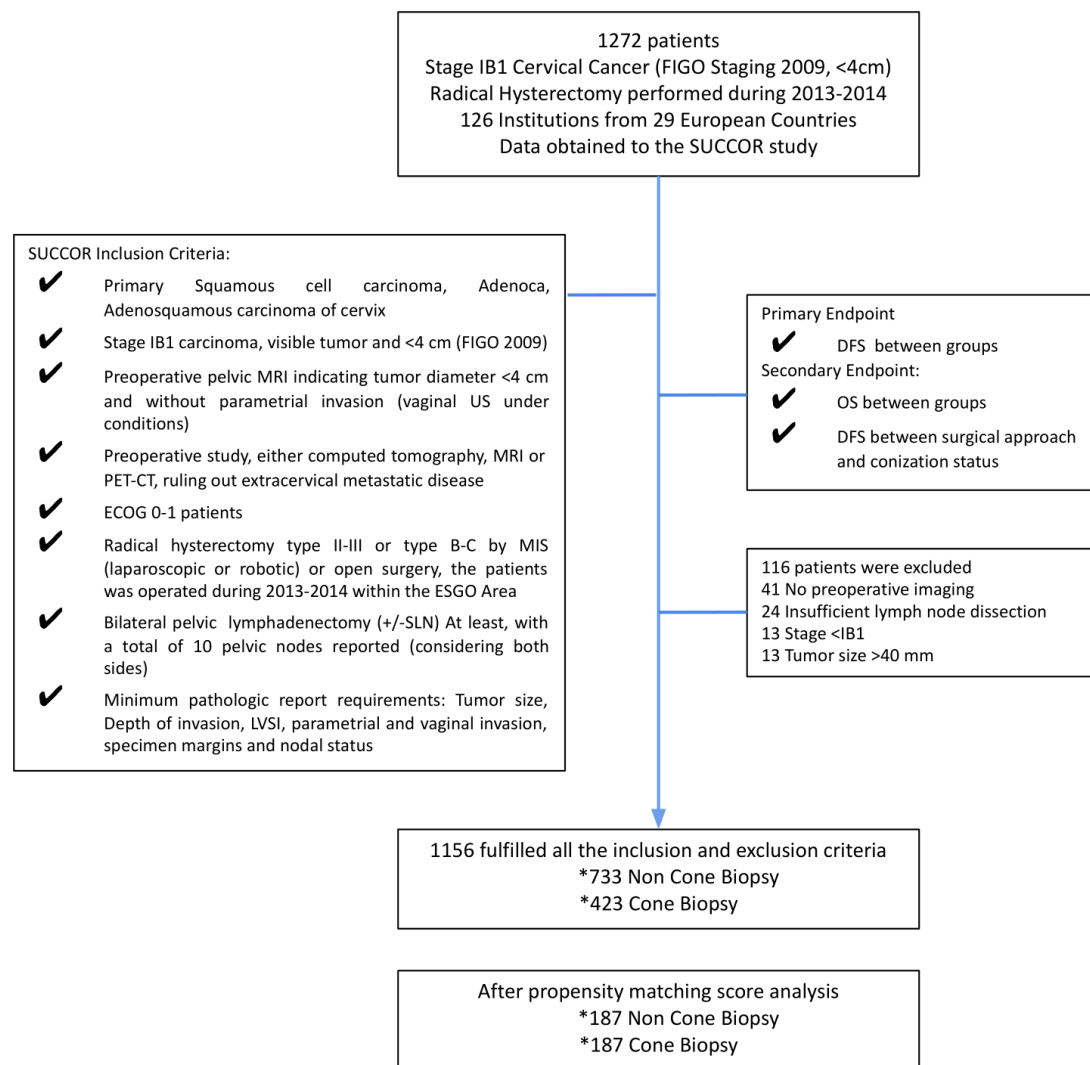 1272 patients
Stage IB1 Cervical Cancer (FIGO Staging 2009, <4cm)
Radical Hysterectomy performed during 2013-2014
126 Institutions from 29 European Countries
Data obtained to the SUCCOR study
SUCCOR Inclusion Criteria:
✔ Primary Squamous cell carcinoma, Adenoca,
Adenosquamous carcinoma of cervix
✔ Stage IB1 carcinoma, visible tumor and <4 cm (FIGO 2009)
✔ Preoperative pelvic MRI indicating tumor diameter <4 cm
and without parametrial invasion (vaginal US under
conditions)
✔ Preoperative study, either computed tomography, MRI or
PET-CT, ruling out extracervical metastatic disease
✔ ECOG 0-1 patients
✔ Radical hysterectomy type II-III or type B-C by MIS
(laparoscopic or robotic) or open surgery, the patients
was operated during 2013-2014 within the ESGO Area
✔ Bilateral pelvic lymphadenectomy (+/-SLN) At least, with
a total of 10 pelvic nodes reported (considering both
sides)
✔ Minimum pathologic report requirements: Tumor size,
Depth of invasion, LVSI, parametrial and vaginal invasion,
specimen margins and nodal status
Primary Endpoint
✔ DFS between groups
Secondary Endpoint:
✔ OS between groups
✔ DFS between surgical approach
and conization status
116 patients were excluded
41 No preoperative imaging
24 Insufficient lymph node dissection
13 Stage <IB1
13 Tumor size >40 mm
1156 fulfilled all the inclusion and exclusion criteria
*733 Non Cone Biopsy
*423 Cone Biopsy
After propensity matching score analysis
*187 Non Cone Biopsy
*187 Cone Biopsy